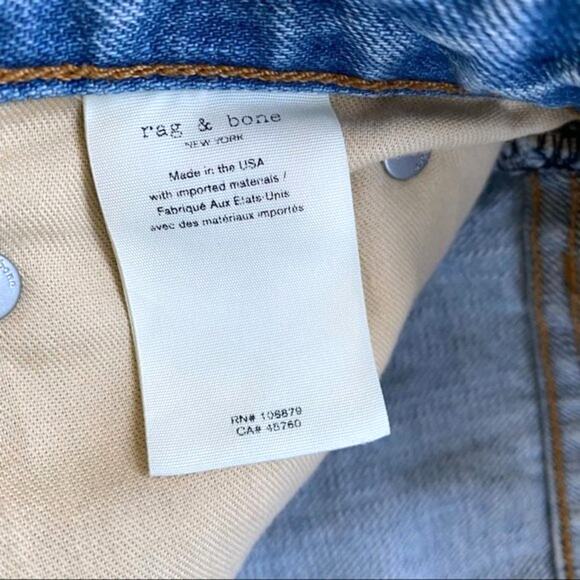 rag & bone
NEW YORK
Made in the USA
with imported materials /
Fabriqué Aux Etats-Unis
avec des matériaux importés
RN# 108879
CA# 45760